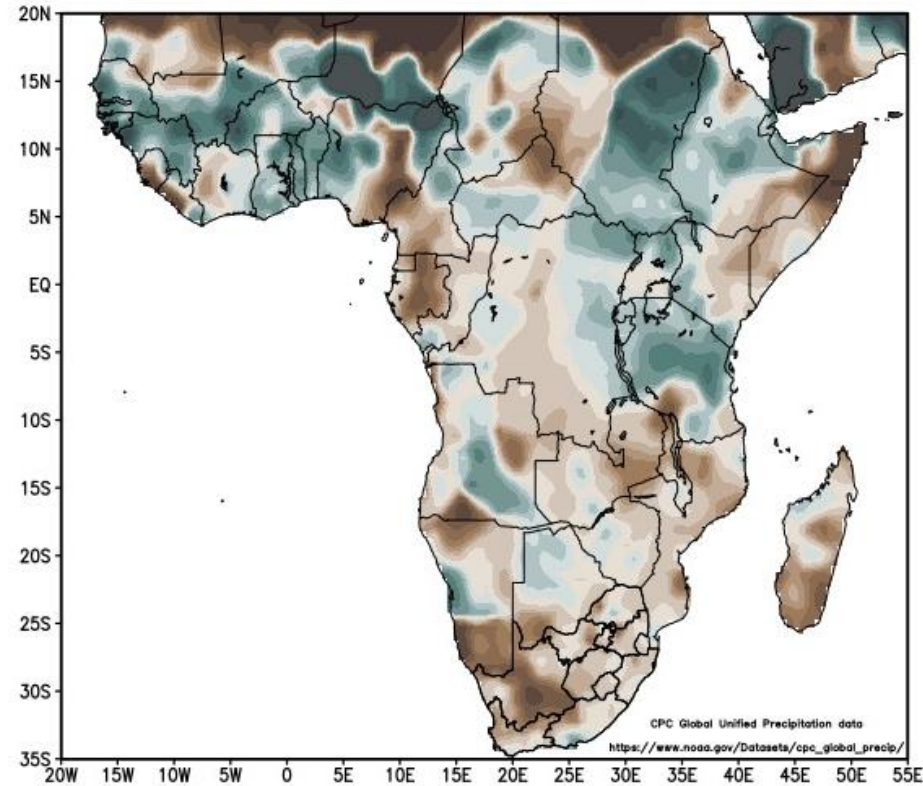 20N
15N
10N
5N
EQ
5S
10S
15S
20S
25S
30S
35S
CPC Global Unified Precipitation data
https://www.noaa.gov/Datasets/cpc_global_precip/
20W 15W 10W 5W 0 5E 10E 15E 20E 25E 30E 35E 40E 45E 50E 55E